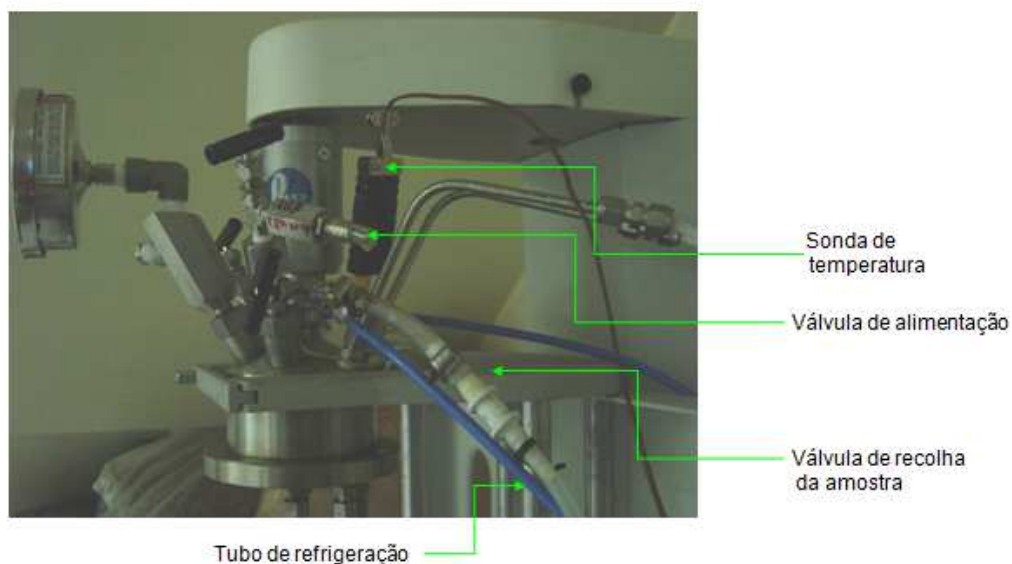 Sonda de
temperatura
Válvula de alimentação
Válvula de recolha
da amostra
Tubo de refrigeração